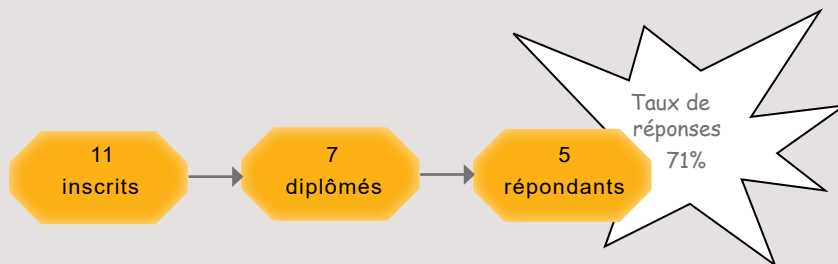 11
inscrits
7
diplômés
5
répondants
Taux de
réponses
71%